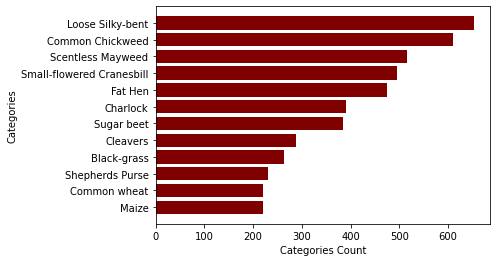 Loose Silky-bent
Common Chickweed
Scentless Mayweed
Small-flowered Cranesbill
Fat Hen
Charlock
Sugar beet
Cleavers
Black-grass
Shepherds Purse
Common wheat
Maize
Categories
0 100 200 300 400 500 600
Categories Count